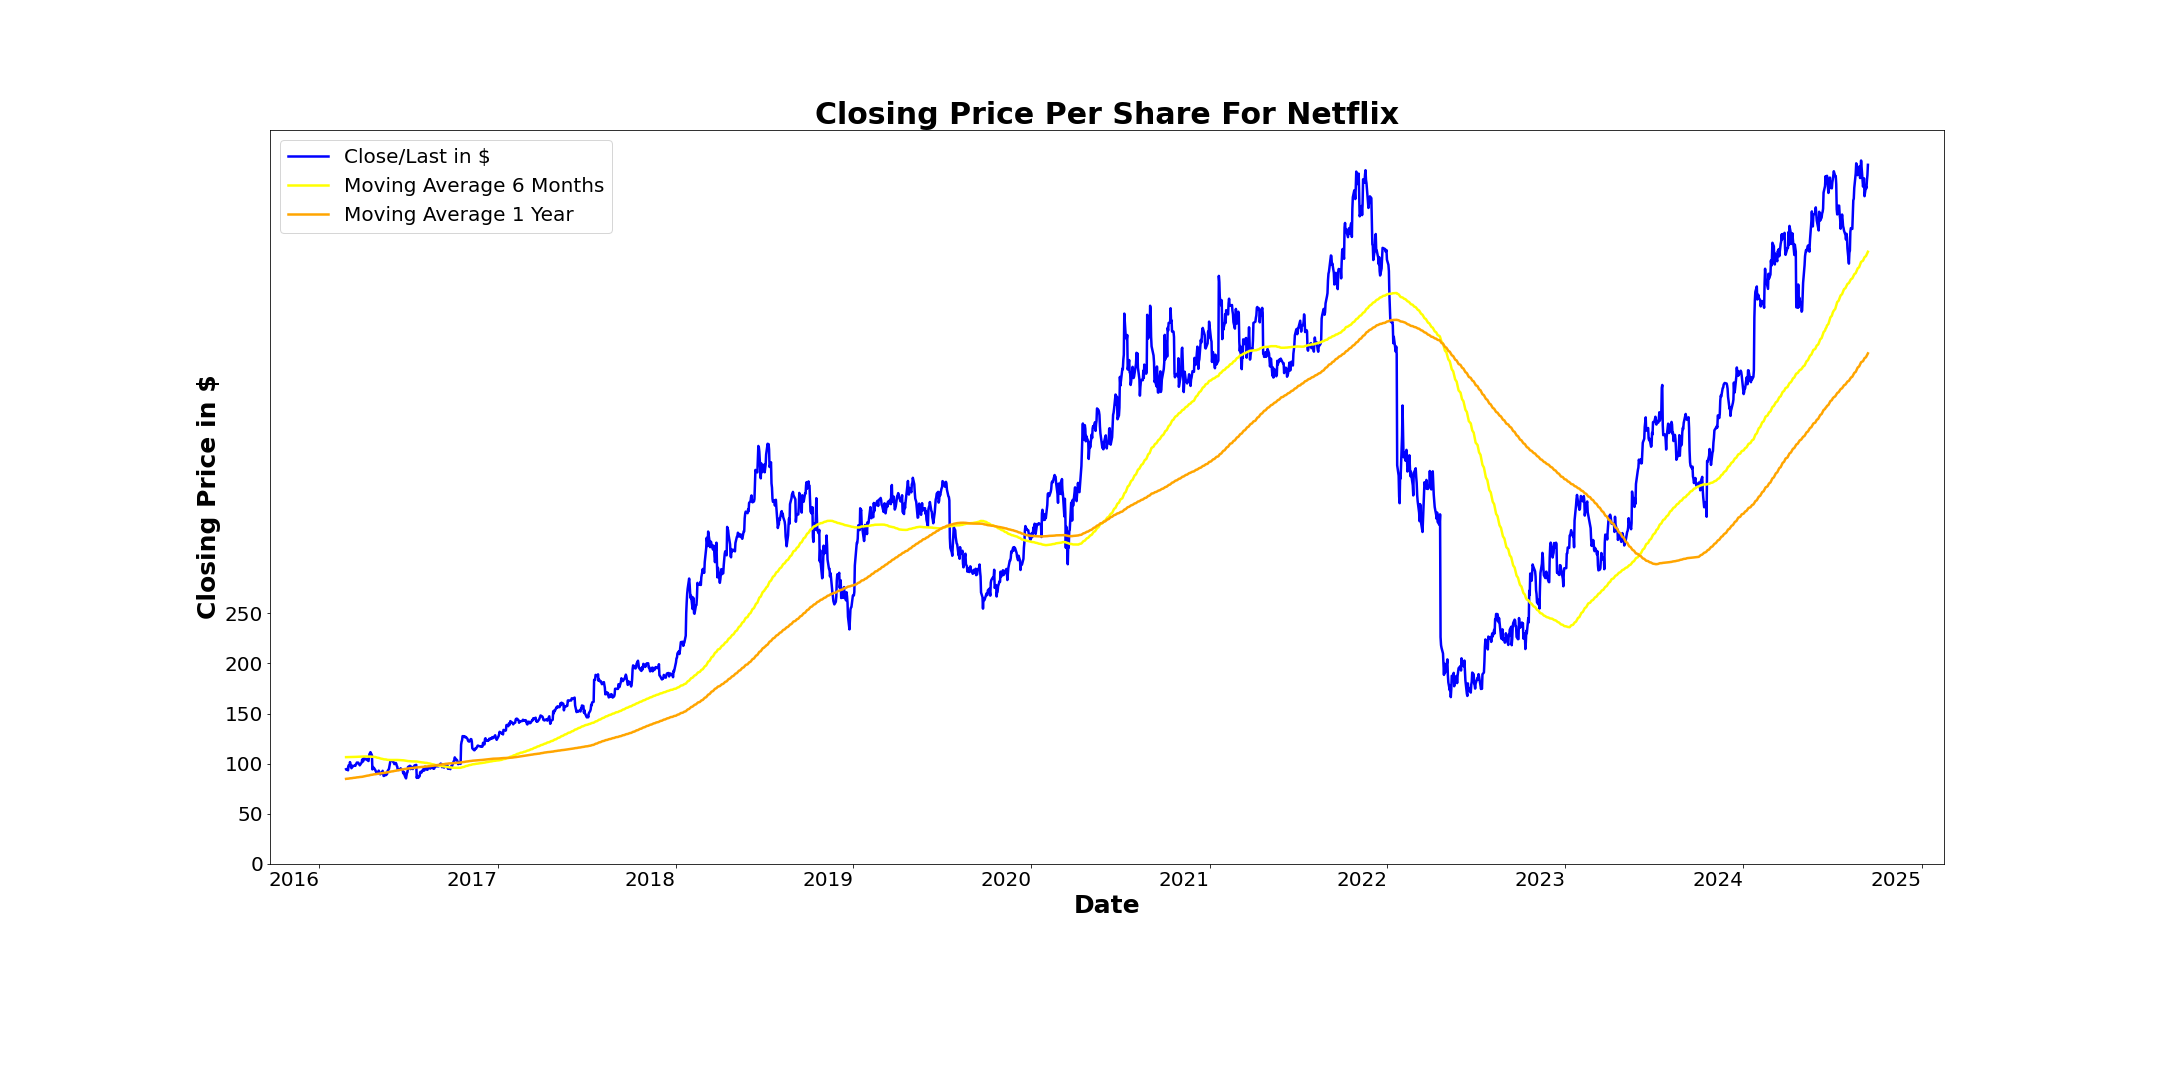 Closing Price Per Share For Netflix
Close/Last in $
Moving Average 6 Months
Moving Average 1 Year
Closing Price in $
250
200
150
100
50
0
2016 2017 2018 2019 2020 2021 2022 2023 2024 2025
Date